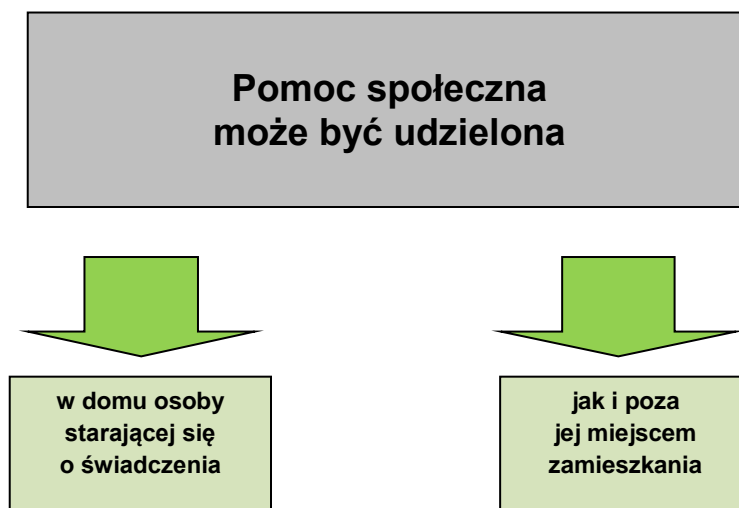 Pomoc społeczna
może być udzielona
w domu osoby
starającej się
o świadczenia
jak i poza
jej miejscem
zamieszkania